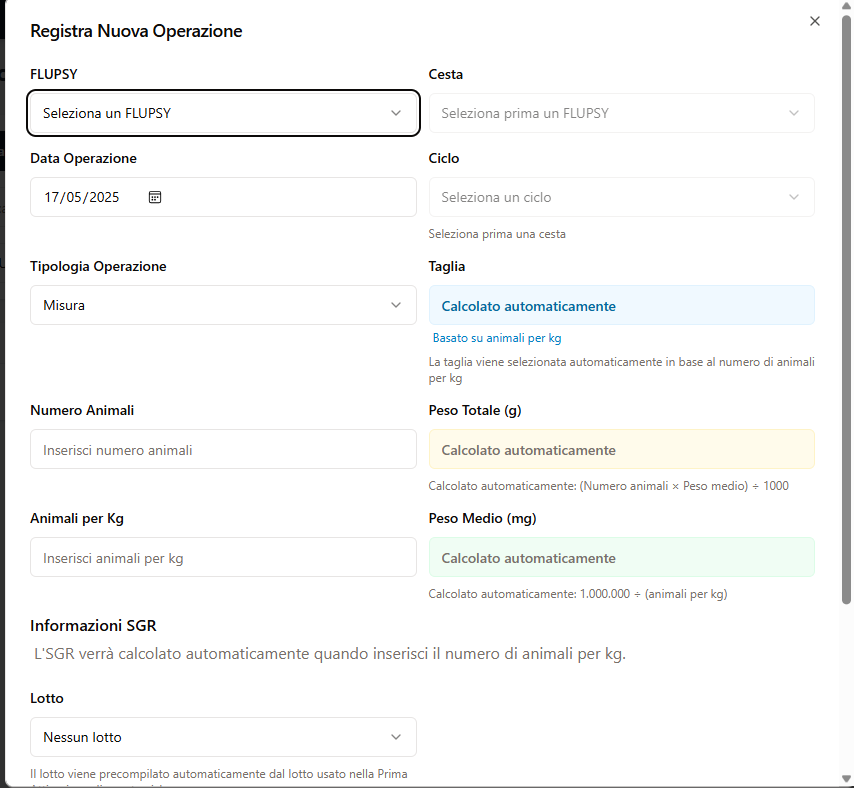 Registra Nuova Operazione
FLUPSY
Cesta
Seleziona un FLUPSY
Seleziona prima un FLUPSY
Data Operazione
Ciclo
17/05/2025
Seleziona un ciclo
Seleziona prima una cesta
Tipologia Operazione
Taglia
Misura
Calcolato automaticamente
Basato su animali per kg
La taglia viene selezionata automaticamente in base al numero di animali
per kg
Numero Animali
Peso Totale (g)
Inserisci numero animali
Calcolato automaticamente
Calcolato automaticamente: (Numero animali × Peso medio) ÷ 1000
Animali per Kg
Peso Medio (mg)
Inserisci animali per kg
Calcolato automaticamente
Calcolato automaticamente: 1.000.000 ÷ (animali per kg)
Informazioni SGR
L'SGR verrà calcolato automaticamente quando inserisci il numero di animali per kg.
Lotto
Nessun lotto
Il lotto viene precompilato automaticamente dal lotto usato nella Prima